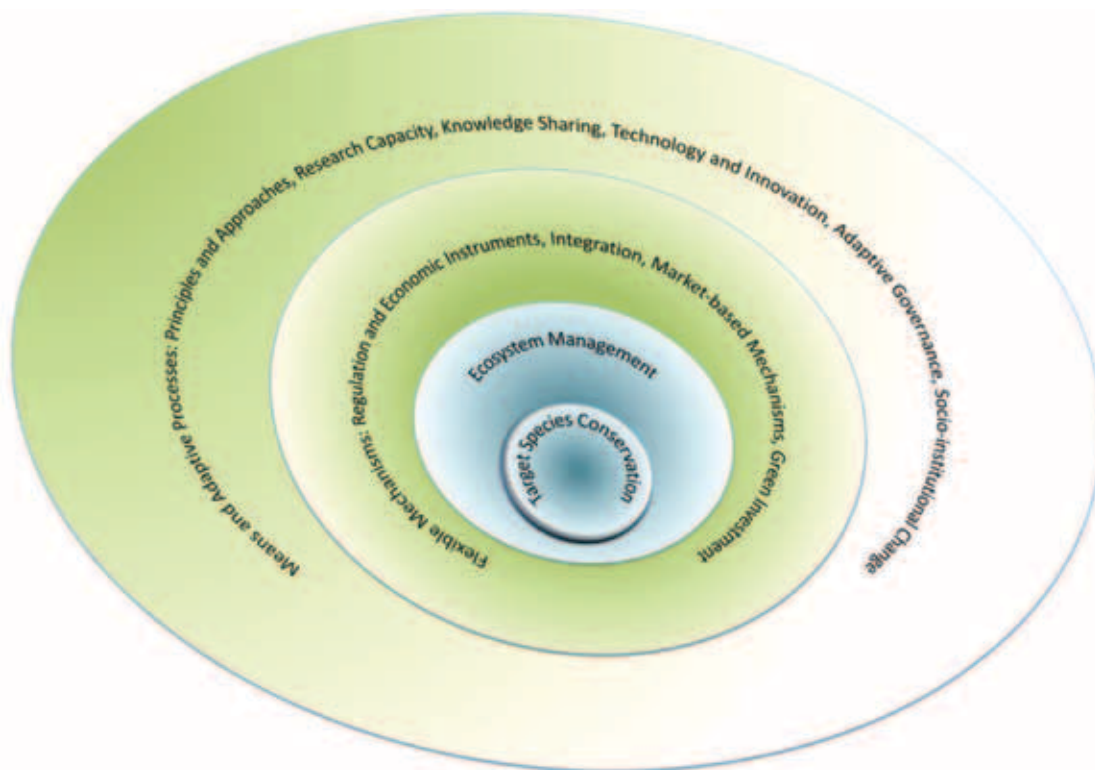 Means and Adaptive Processes: Principles and Approaches, Research Capacity, Knowledge Sharing, Technology and Innovation, Adaptive Governance, Socio-institutional Change
Flexible Mechanisms: Regulation and Economic Instruments, Integration, Market-based Mechanisms, Green Investment
Ecosystem Management
Target Species Conservation